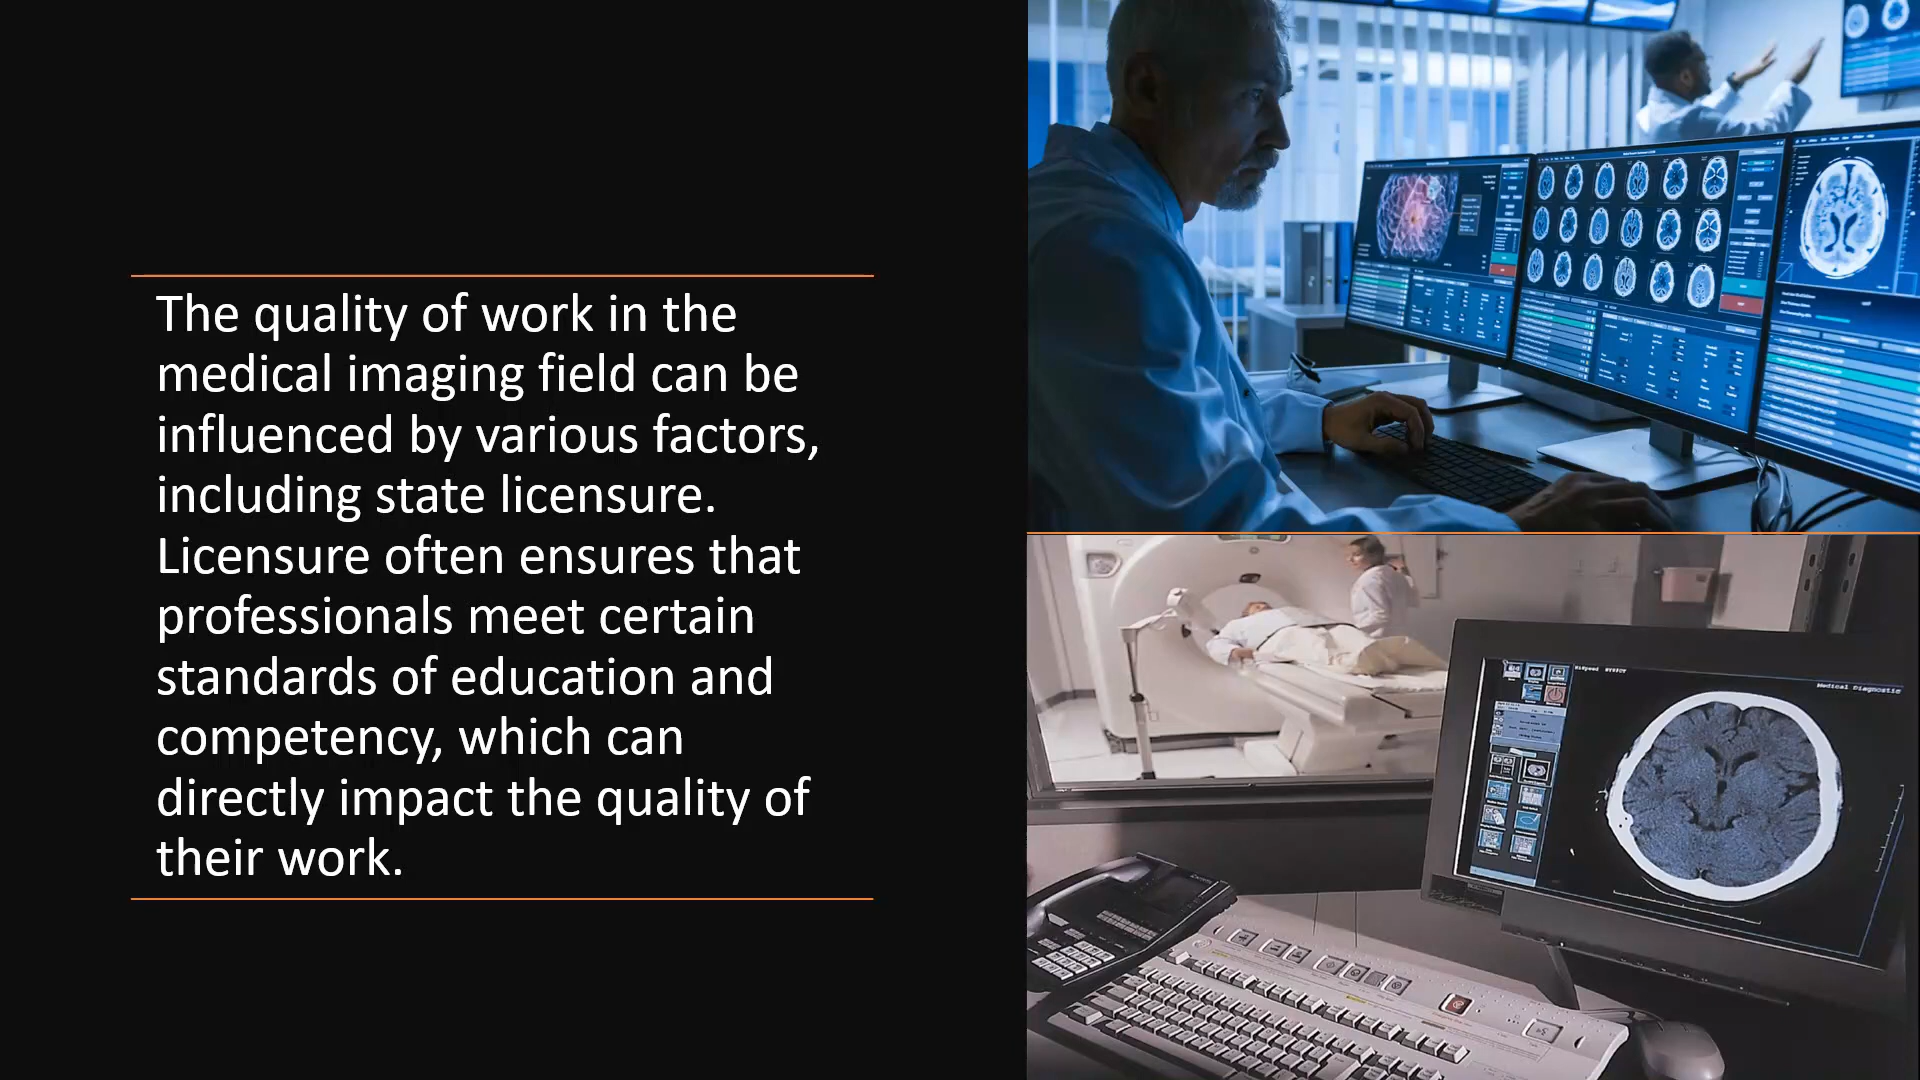 The quality of work in the
medical imaging field can be
influenced by various factors,
including state licensure.
Licensure often ensures that
professionals meet certain
standards of education and
competency, which can
directly impact the quality of
their work.
Medical Diagnostic